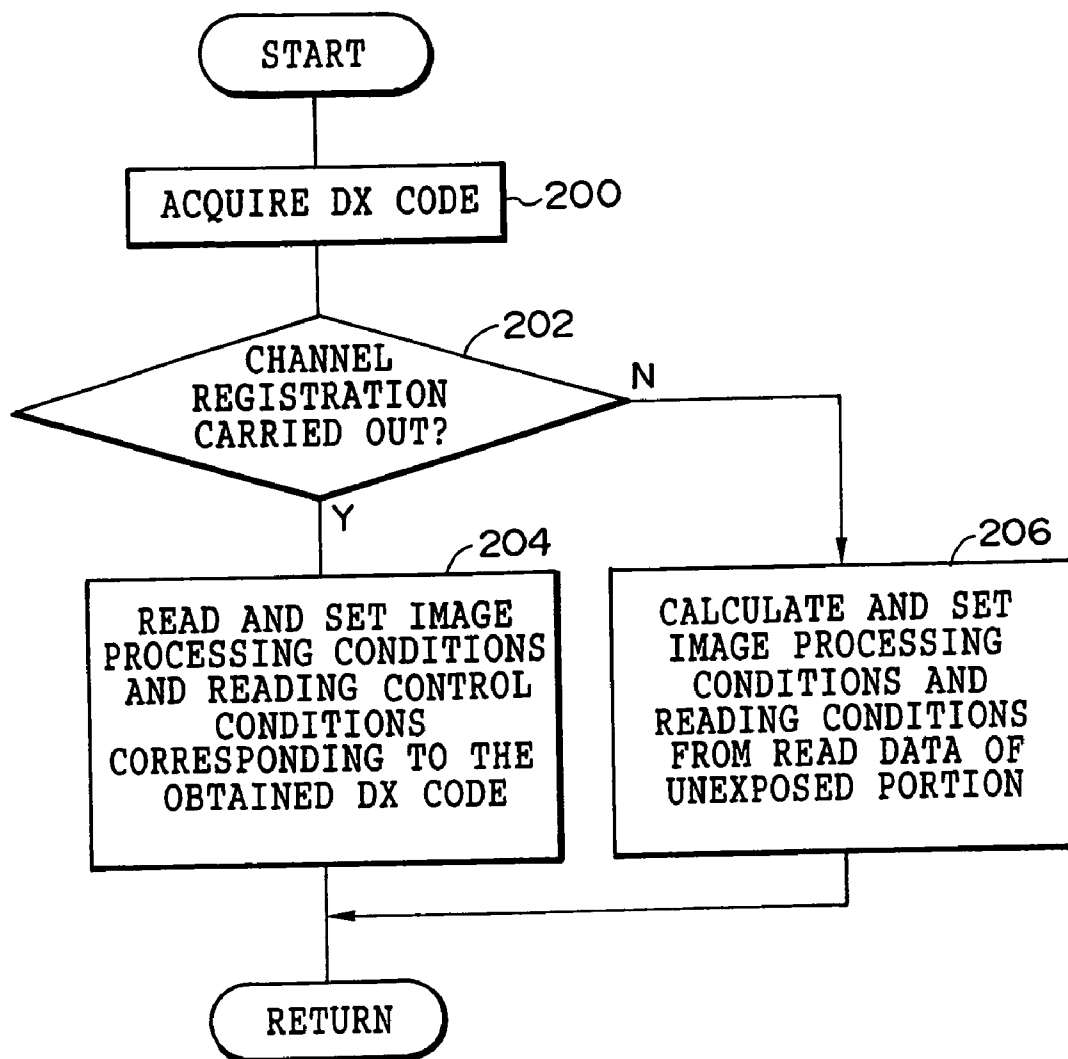 START
ACQUIRE DX CODE
200
202
CHANNEL
REGISTRATION
CARRIED OUT?
N
Y
204
READ AND SET IMAGE
PROCESSING CONDITIONS
AND READING CONTROL
CONDITIONS
CORRESPONDING TO THE
OBTAINED DX CODE
206
CALCULATE AND SET
IMAGE PROCESSING
CONDITIONS AND
READING CONDITIONS
FROM READ DATA OF
UNEXPOSED PORTION
RETURN